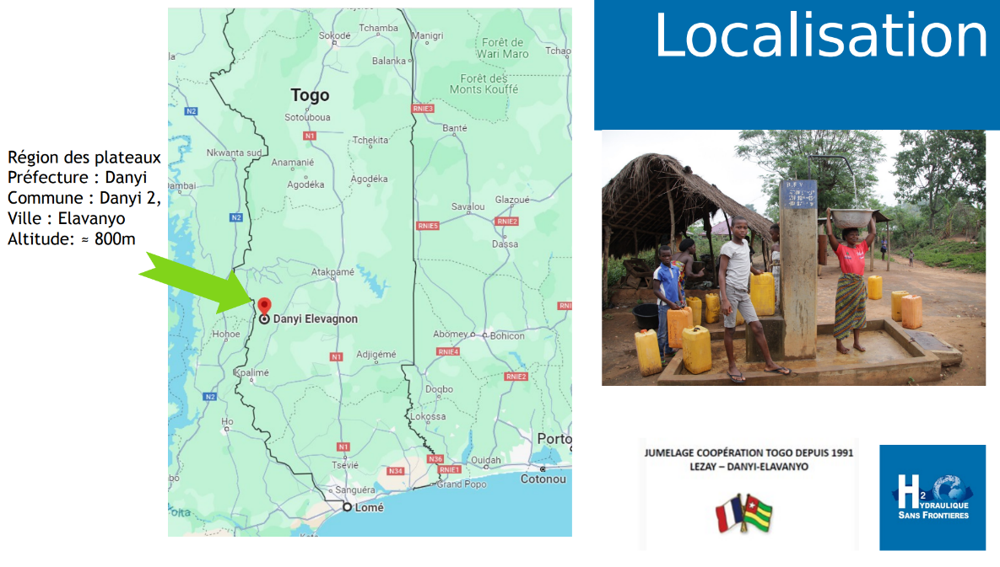 Localisation
Région des plateaux
Préfecture : Danyi
Commune : Danyi 2,
Ville : Elavanyo
Altitude: ≈ 800m
Tchamba
Sokodé
Manigri
Forêt de
Wari Maro
Tchao
Balanka
Forêt des
Monts Kouffé
Togo
N2
RNIE3
Sotouboua
N1
Banté
Tchekita
Nkwanta sud
Anamanié
Agodéka
Agodéka
Dambai
Glazoué
Savalou
N2
RNIE5
RNIE2
Dassa
Atakpamé
RNI
Danyi Elevagnon
Hohoe
Abomey
Bohicon
N1
Adjigémé
RNIE4
Kpalimé
RNIE2
N2
Dogbo
Ho
Lokossa
Porto
N1
N36
Tsévié
N34
RNIE1
Ouidah
Cotonou
Sanguéra
Grand Popo
Lomé
JUMELAGE COOPÉRATION TOGO DEPUIS 1991
LEZAY – DANYI-ELAVANYO
H2
YDRAULIQUE
SANS FRONTIERES